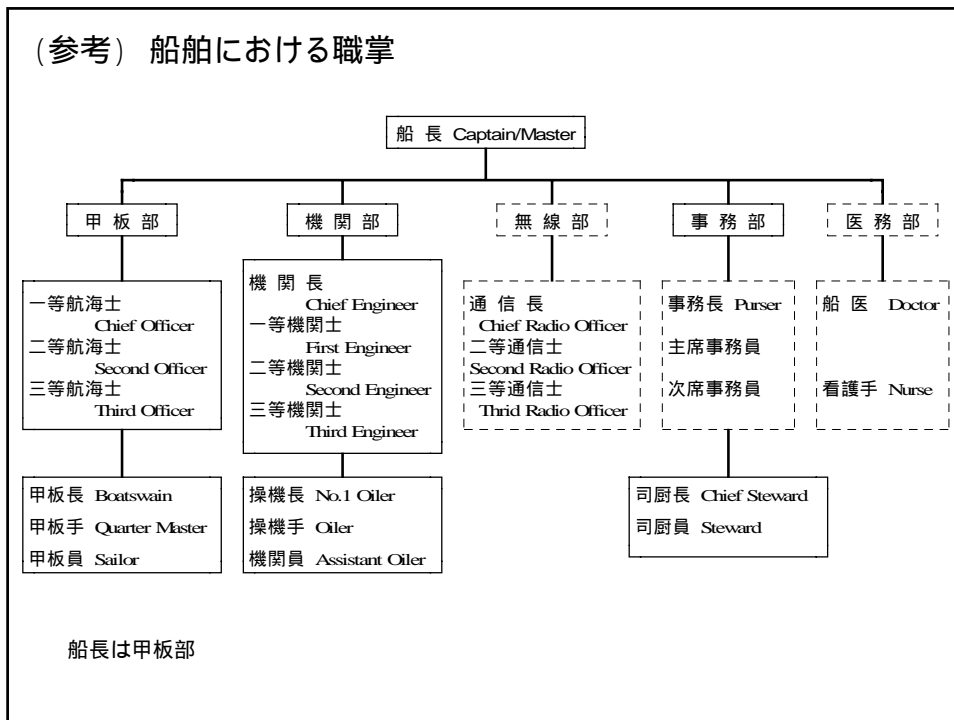 (参考) 船舶における職掌
船 長 Captain/Master
甲 板 部
機 関 部
無 線 部
事 務 部
医 務 部
一等航海士
Chief Officer
二等航海士
Second Officer
三等航海士
Third Officer
機 関 長
Chief Engineer
一等機関士
First Engineer
二等機関士
Second Engineer
三等機関士
Third Engineer
通 信 長
Chief Radio Officer
二等通信士
Second Radio Officer
三等通信士
Thrid Radio Officer
事務長 Purser
主席事務員
次席事務員
船 医 Doctor
看護手 Nurse
甲板長 Boatswain
甲板手 Quarter Master
甲板員 Sailor
操機長 No.1 Oiler
操機手 Oiler
機関員 Assistant Oiler
司厨長 Chief Steward
司厨員 Steward
船長は甲板部